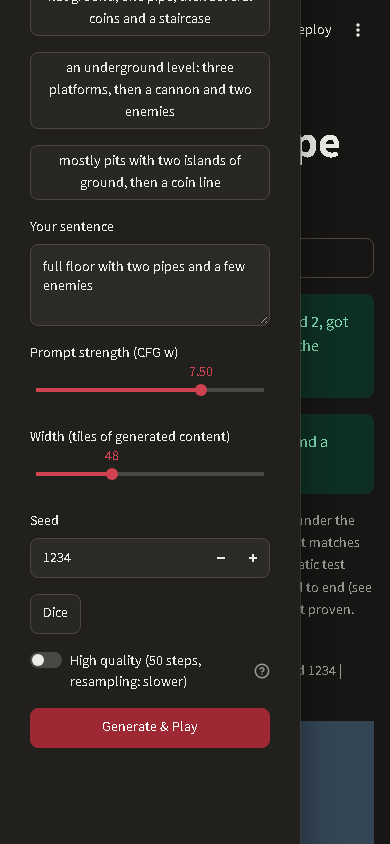 coins and a staircase
eploy
an underground level: three
platforms, then a cannon and two
enemies
pe
mostly pits with two islands of
ground, then a coin line
Your sentence
full floor with two pipes and a few
enemies
d 2, got
the
Prompt strength (CFG w)
7.50
Width (tiles of generated content)
nd a
48
Seed
under the
1234
t matches
atic test
d to end (see
Dice
t proven.
High quality (50 steps,
resampling: slower)
d 1234 |
Generate & Play